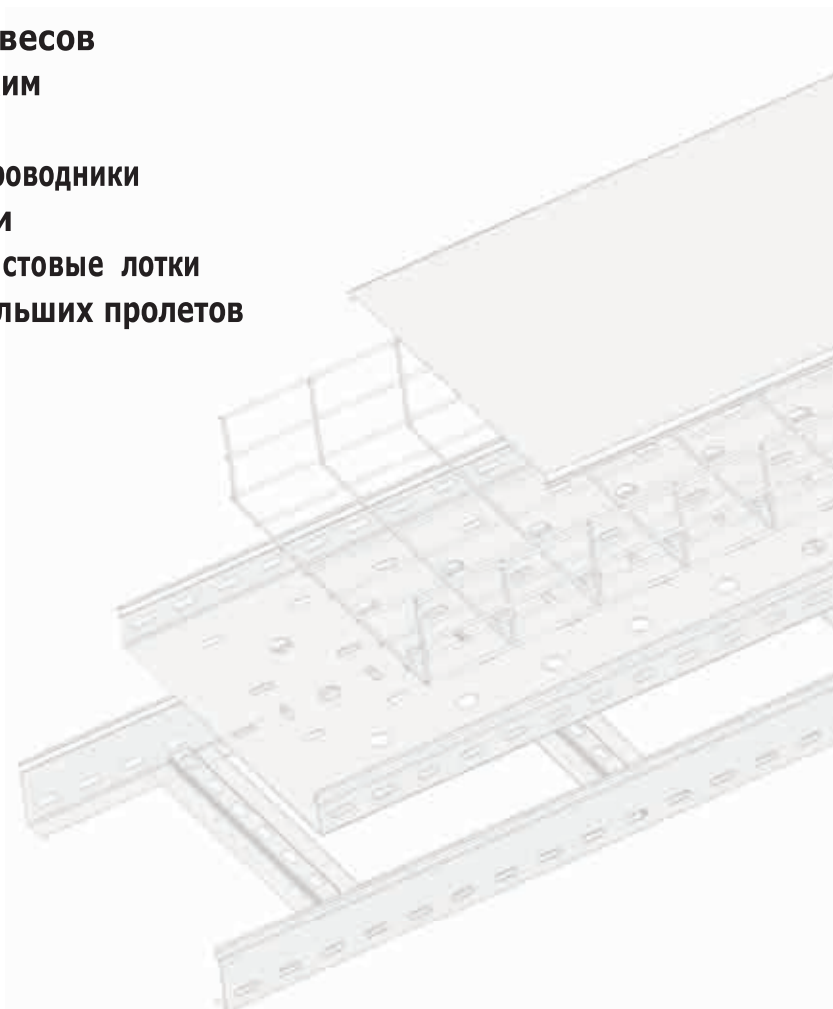 весов
им
роводники
и
стовые лотки
льших пролетов